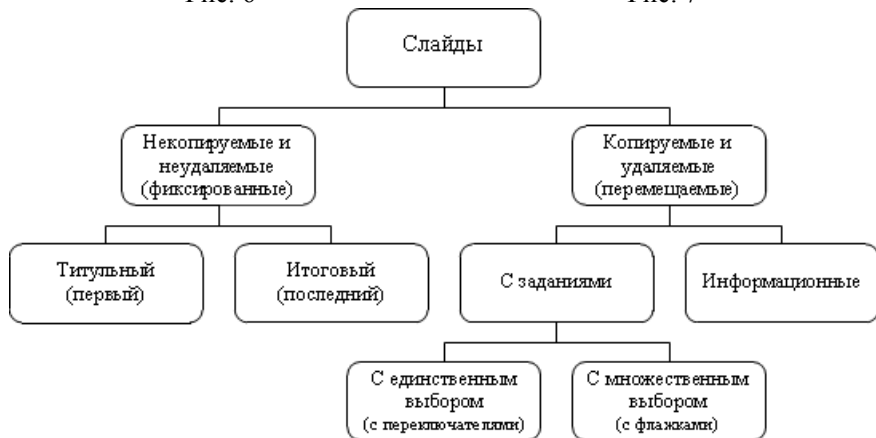 Рис. 6 Рис. 7
Слайды
Некопируемые и
неудаляемые
(фиксированные)
Копируемые и
удаляемые
(перемещаемые)
Титульный
(первый)
Итоговый
(последний)
С заданиями
Информационные
С единственным
выбором
(с переключателями)
С множественным
выбором
(с флажками)